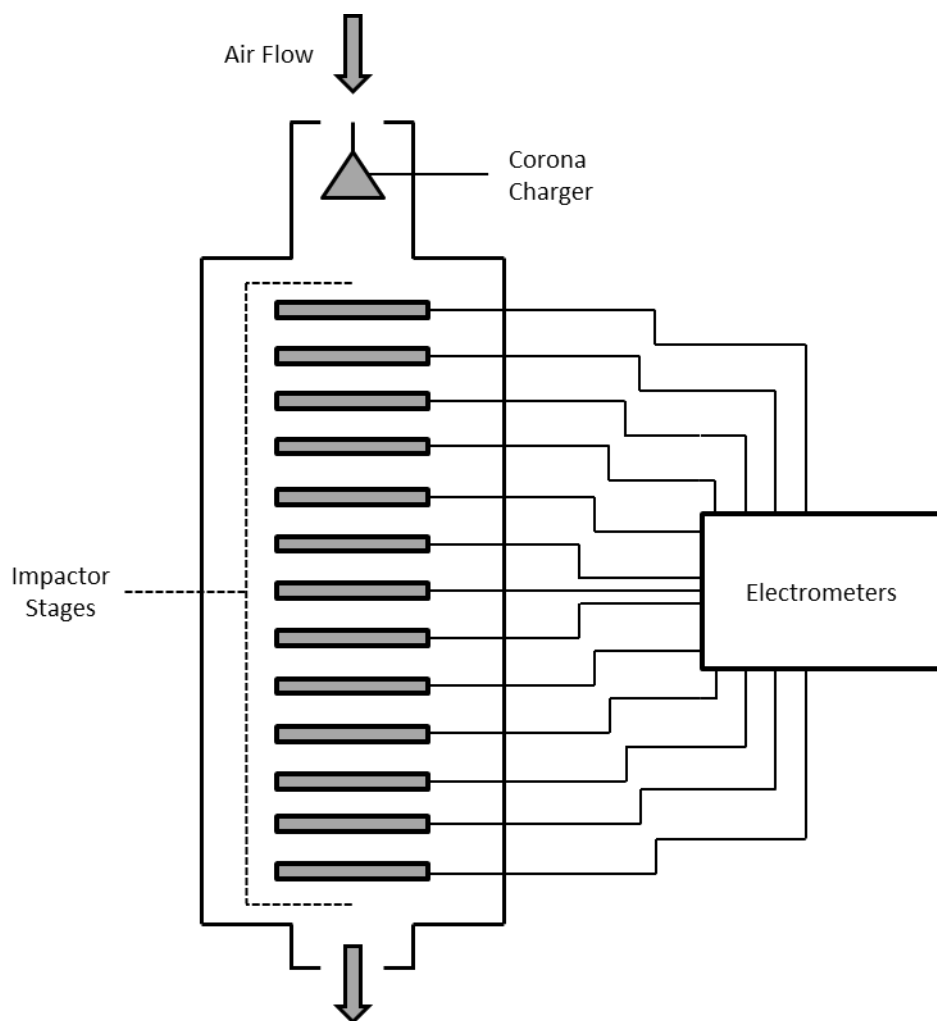 Air Flow
Corona
Charger
Impactor
Stages
Electrometers